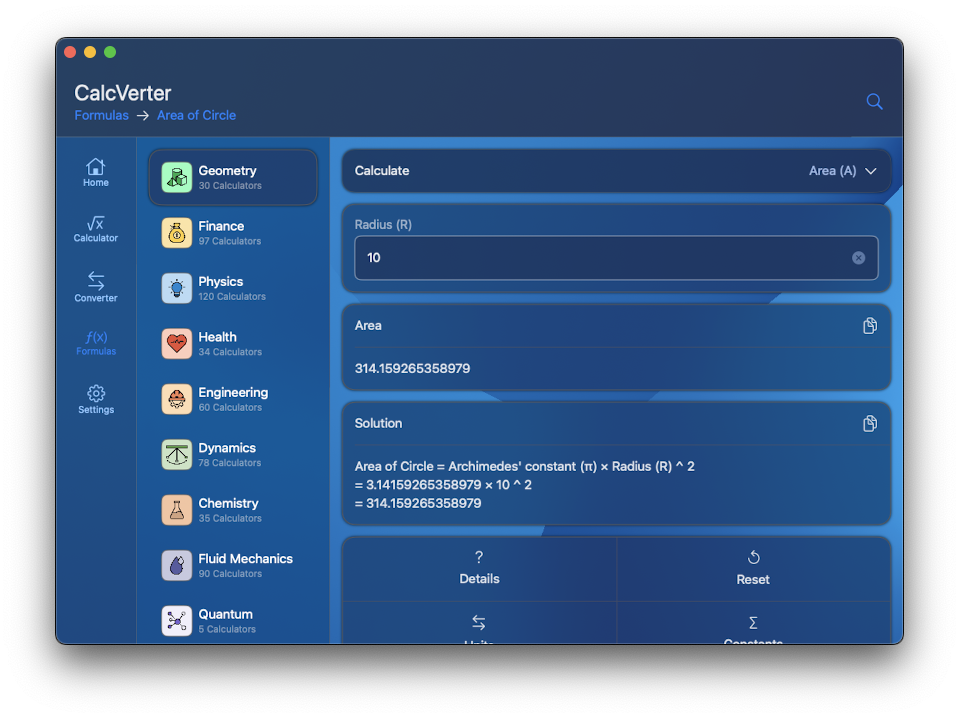 CalcVerter
Formulas → Area of Circle
Home
√x
Calculator
Converter
f(x)
Formulas
Settings
Geometry
30 Calculators
Finance
97 Calculators
Physics
120 Calculators
Health
34 Calculators
Engineering
60 Calculators
Dynamics
78 Calculators
Chemistry
35 Calculators
Fluid Mechanics
90 Calculators
Quantum
5 Calculators
Calculate
Area (A)
Radius (R)
10
Area
314.159265358979
Solution
Area of Circle = Archimedes' constant (π) × Radius (R) ^ 2
= 3.14159265358979 × 10 ^ 2
= 314.159265358979
?
Details
Reset
Units
Σ
Constants